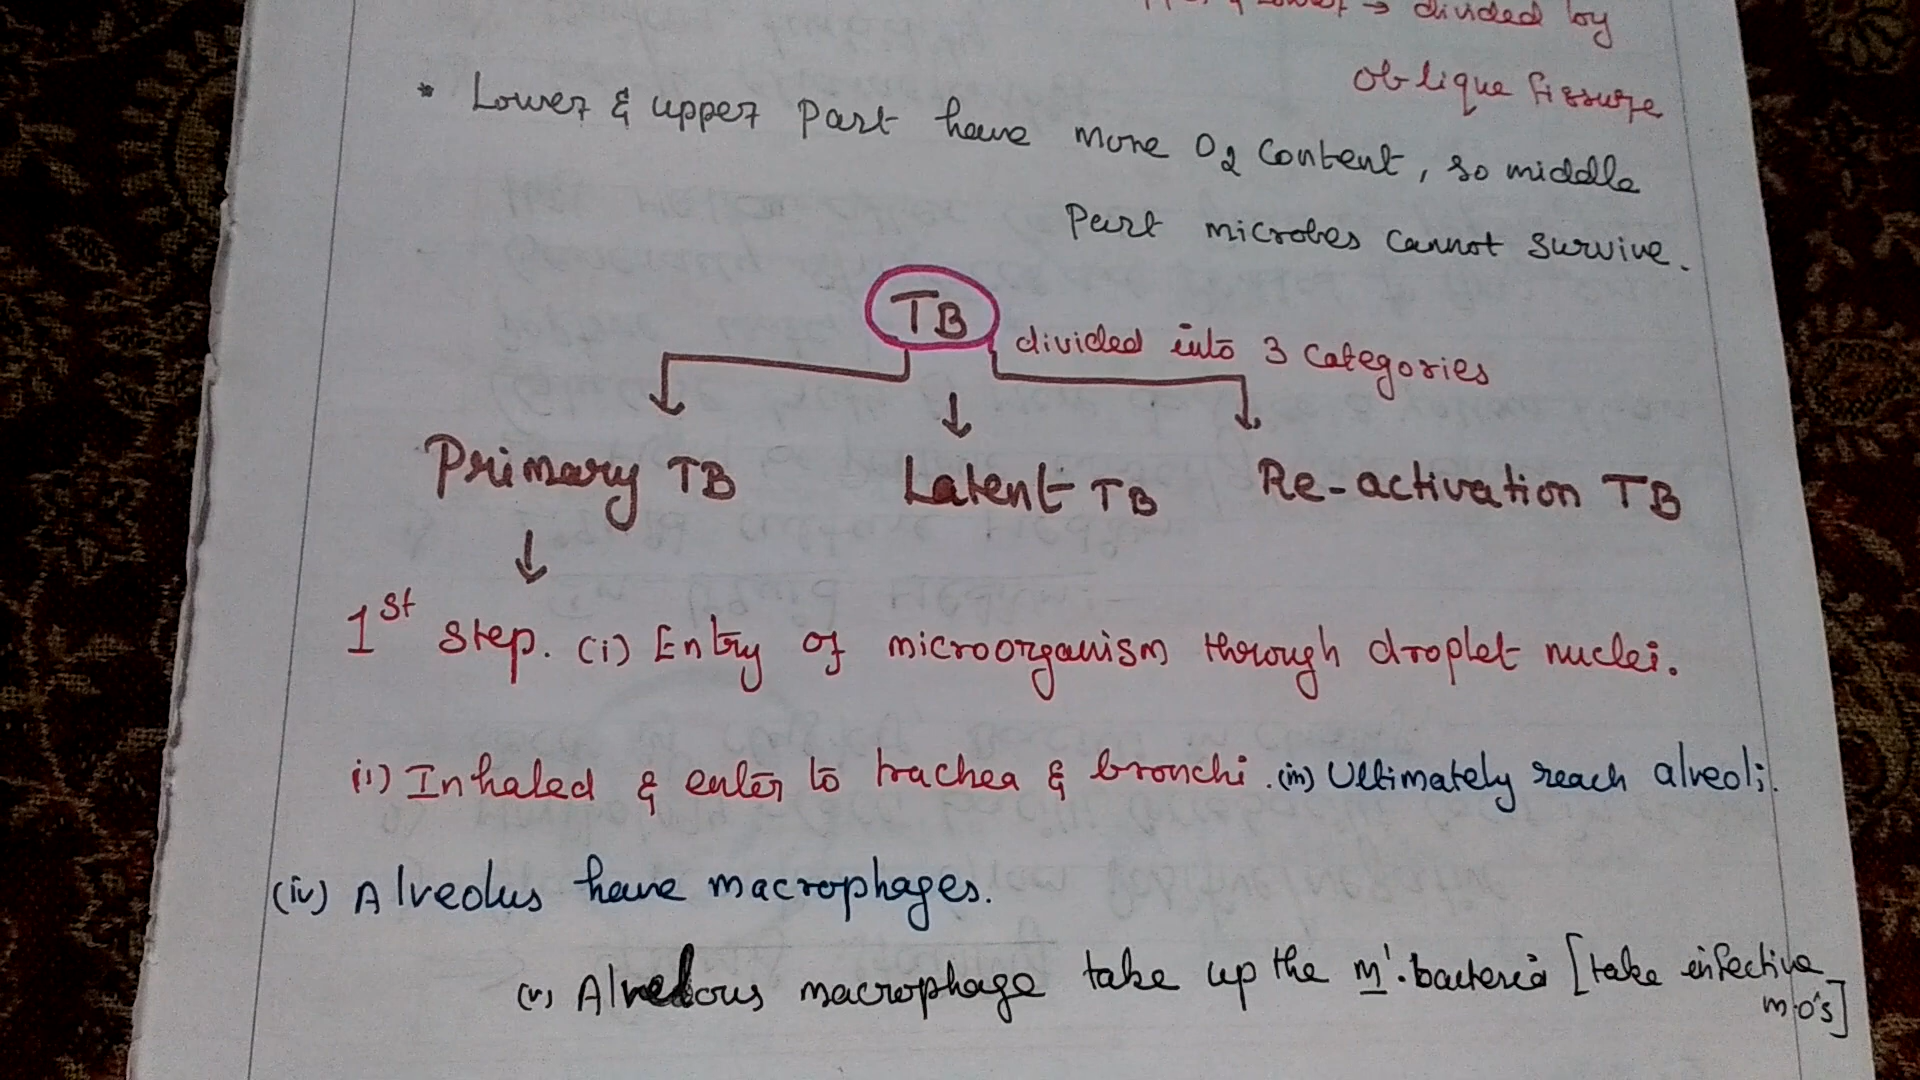 divided by
oblique fissure
* Lower & upper Part have more O2 Content, so middle
Part microbes cannot survive.
TB
divided into 3 Categories
Primary TB Latent TB Re-activation TB
1st Step. (i) Entry of microorganism through droplet nuclei.
ii) Inhaled & enter to trachea & bronchi. (iii) Ultimately reach alveoli.
(iv) Alveolus have macrophages.
(v) Alveolous macrophage take up the m'. bacteria [take infective
m.o's]